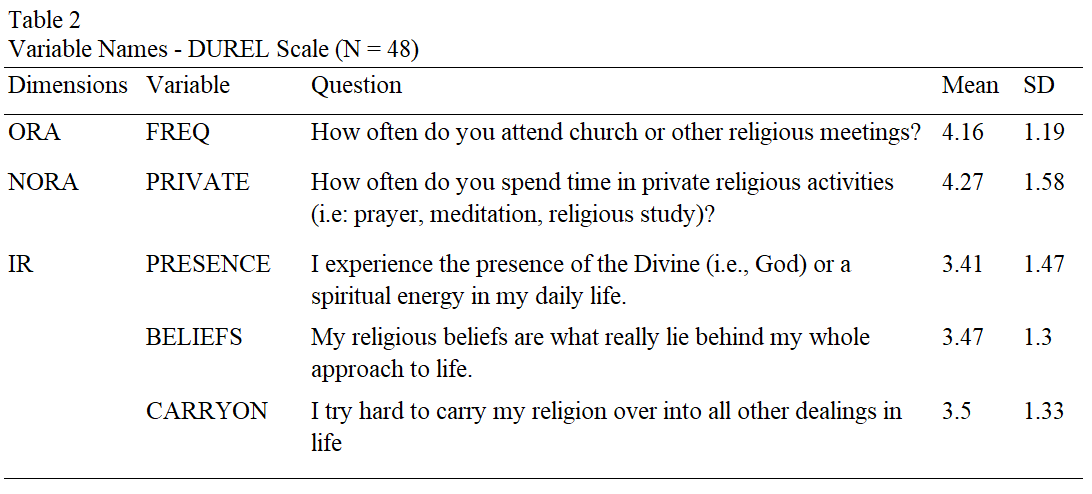 Table 2
Variable Names - DUREL Scale (N = 48)
Dimensions Variable Question Mean SD
ORA FREQ How often do you attend church or other religious meetings? 4.16 1.19
NORA PRIVATE How often do you spend time in private religious activities 4.27 1.58
(i.e: prayer, meditation, religious study)?
IR PRESENCE I experience the presence of the Divine (i.e., God) or a 3.41 1.47
spiritual energy in my daily life.
BELIEFS My religious beliefs are what really lie behind my whole 3.47 1.3
approach to life.
CARRYON I try hard to carry my religion over into all other dealings in 3.5 1.33
life